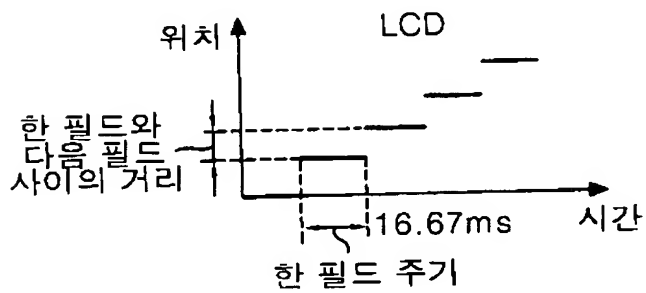 LCD
위치
한 필드와
다음 필드
사이의 거리
16.67ms
시간
한 필드 주기